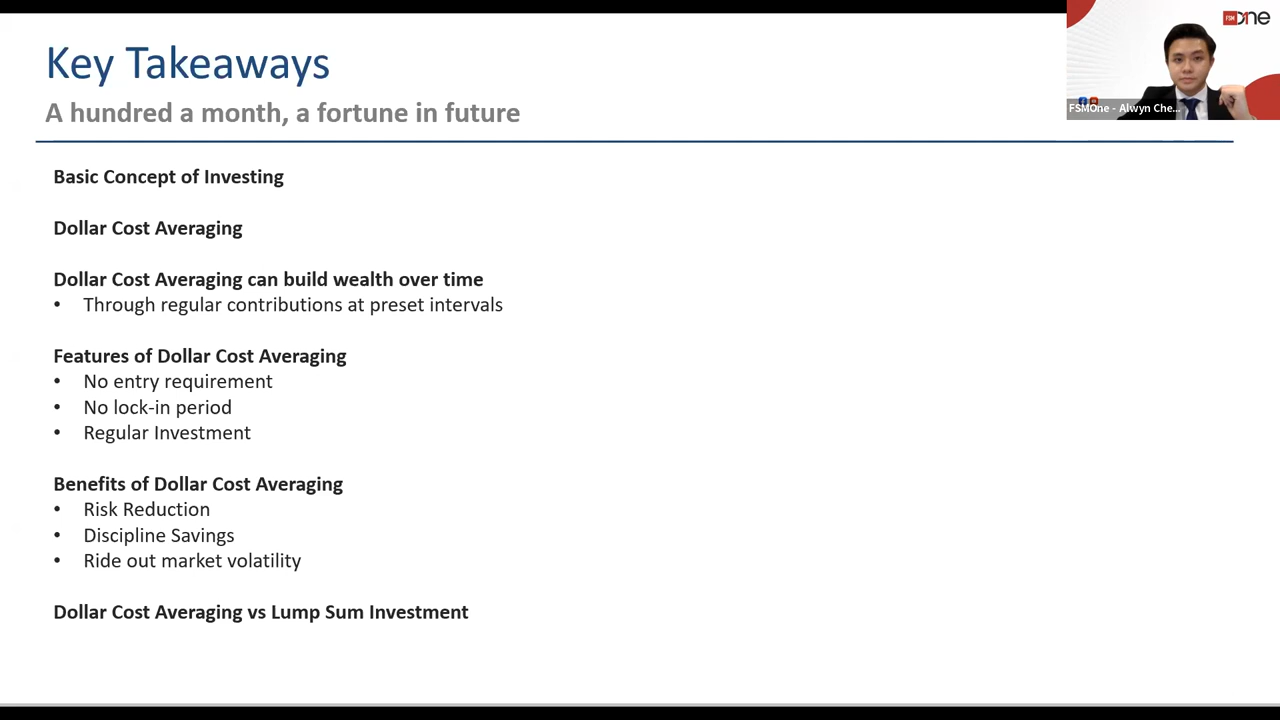 Key Takeaways
A hundred a month, a fortune in future
FSM One
FSMOne - Alwyn Che...
Basic Concept of Investing
Dollar Cost Averaging
Dollar Cost Averaging can build wealth over time
• Through regular contributions at preset intervals
Features of Dollar Cost Averaging
• No entry requirement
• No lock-in period
• Regular Investment
Benefits of Dollar Cost Averaging
• Risk Reduction
• Discipline Savings
• Ride out market volatility
Dollar Cost Averaging vs Lump Sum Investment